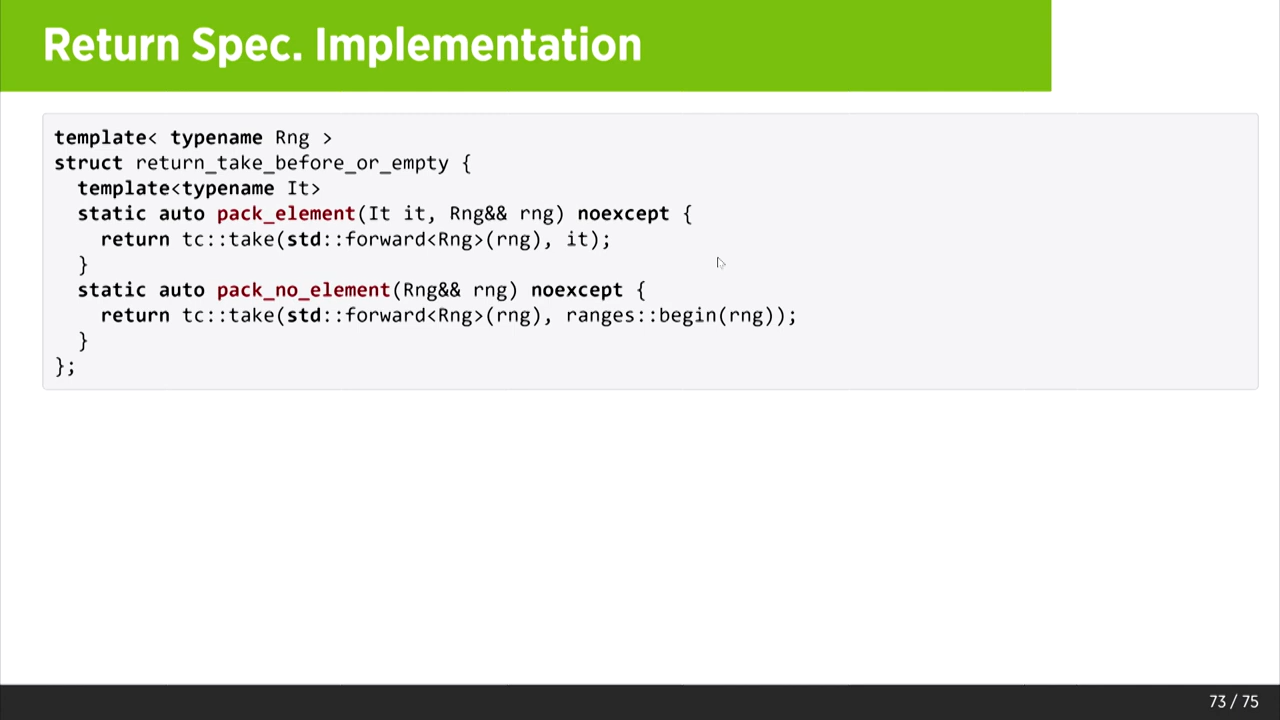 Return Spec. Implementation
template< typename Rng >
struct return_take_before_or_empty {
  template<typename It>
  static auto pack_element(It it, Rng&& rng) noexcept {
    return tc::take(std::forward<Rng>(rng), it);
  }
  static auto pack_no_element(Rng&& rng) noexcept {
    return tc::take(std::forward<Rng>(rng), ranges::begin(rng));
  }
};
73 / 75